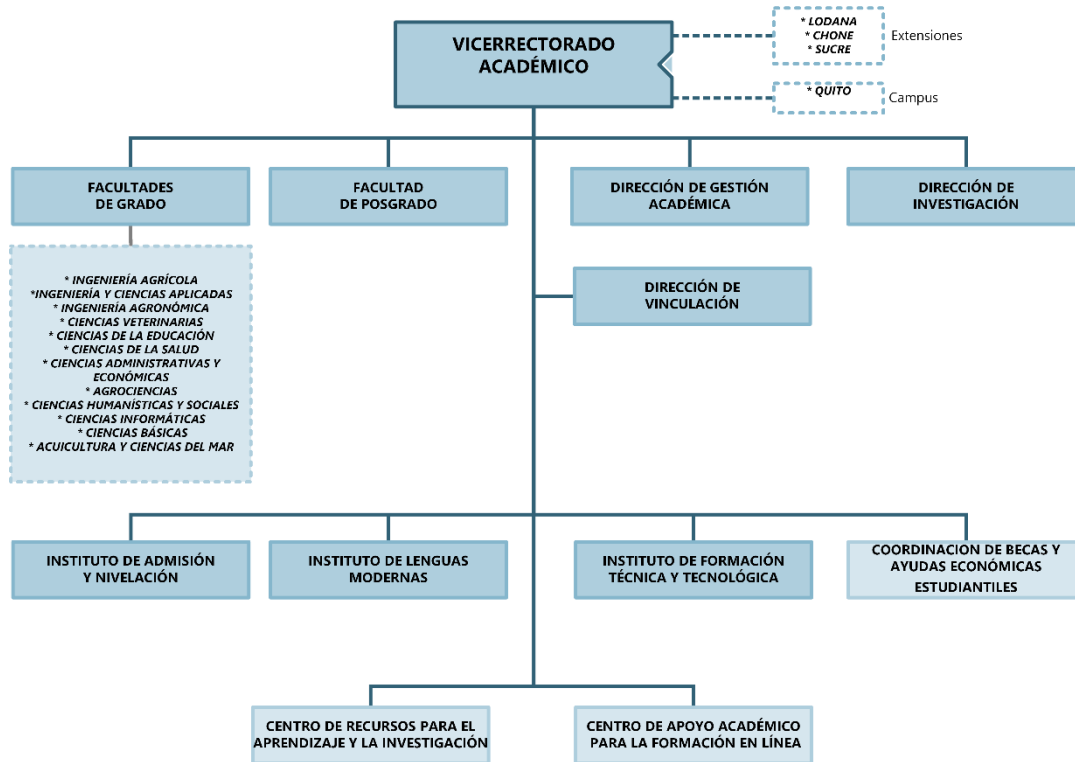 VICERRECTORADO
ACADÉMICO
* LODANA
* CHONE
* SUCRE
Extensiones
* QUITO
Campus
FACULTADES
DE GRADO
FACULTAD
DE POSGRADO
DIRECCIÓN DE GESTIÓN
ACADÉMICA
DIRECCIÓN DE
INVESTIGACIÓN
* INGENIERÍA AGRÍCOLA
*INGENIERÍA Y CIENCIAS APLICADAS
* INGENIERÍA AGRONÓMICA
* CIENCIAS VETERINARIAS
* CIENCIAS DE LA EDUCACIÓN
* CIENCIAS DE LA SALUD
* CIENCIAS ADMINISTRATIVAS Y
ECONÓMICAS
* AGROCIENCIAS
* CIENCIAS HUMANÍSTICAS Y SOCIALES
* CIENCIAS INFORMÁTICAS
* CIENCIAS BÁSICAS
* ACUICULTURA Y CIENCIAS DEL MAR
DIRECCIÓN DE
VINCULACIÓN
INSTITUTO DE ADMISIÓN
Y NIVELACIÓN
INSTITUTO DE LENGUAS
MODERNAS
INSTITUTO DE FORMACIÓN
TÉCNICA Y TECNOLÓGICA
COORDINACION DE BECAS Y
AYUDAS ECONÓMICAS
ESTUDIANTILES
CENTRO DE RECURSOS PARA EL
APRENDIZAJE Y LA INVESTIGACIÓN
CENTRO DE APOYO ACADÉMICO
PARA LA FORMACIÓN EN LÍNEA